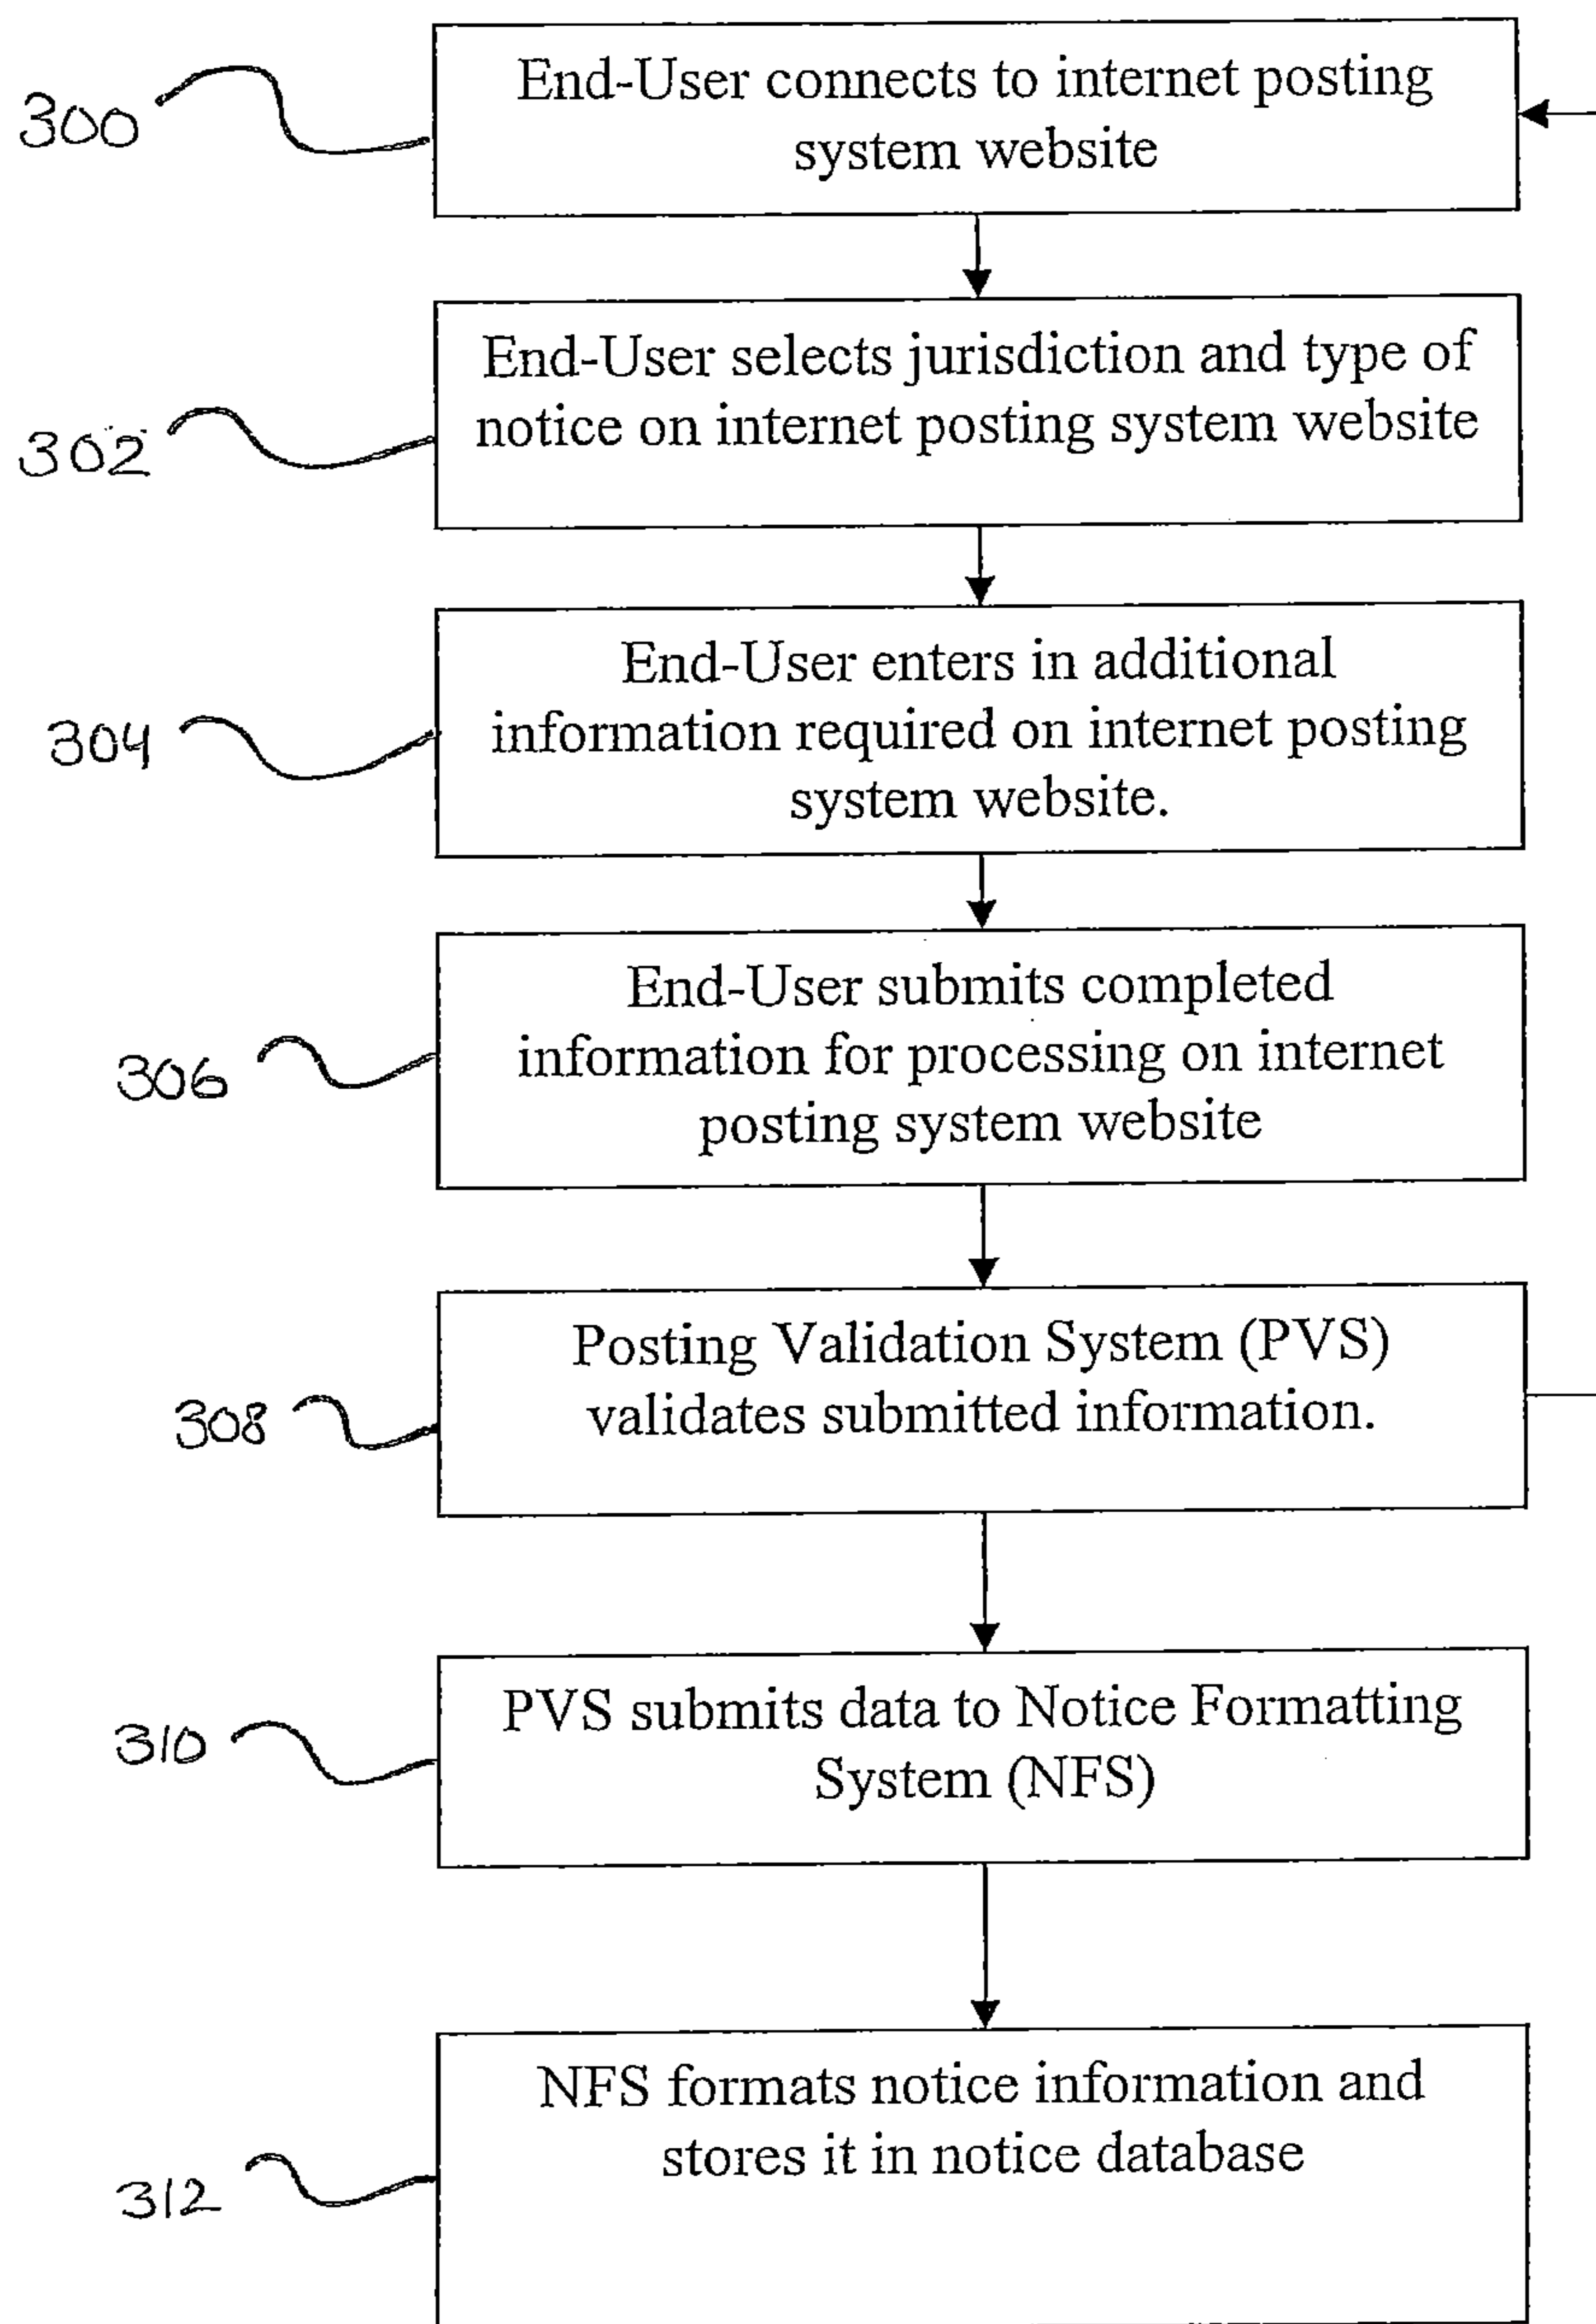 300
End-User connects to internet posting
system website
302
End-User selects jurisdiction and type of
notice on internet posting system website
304
End-User enters in additional
information required on internet posting
system website.
306
End-User submits completed
information for processing on internet
posting system website
308
Posting Validation System (PVS)
validates submitted information.
310
PVS submits data to Notice Formatting
System (NFS)
312
NFS formats notice information and
stores it in notice database